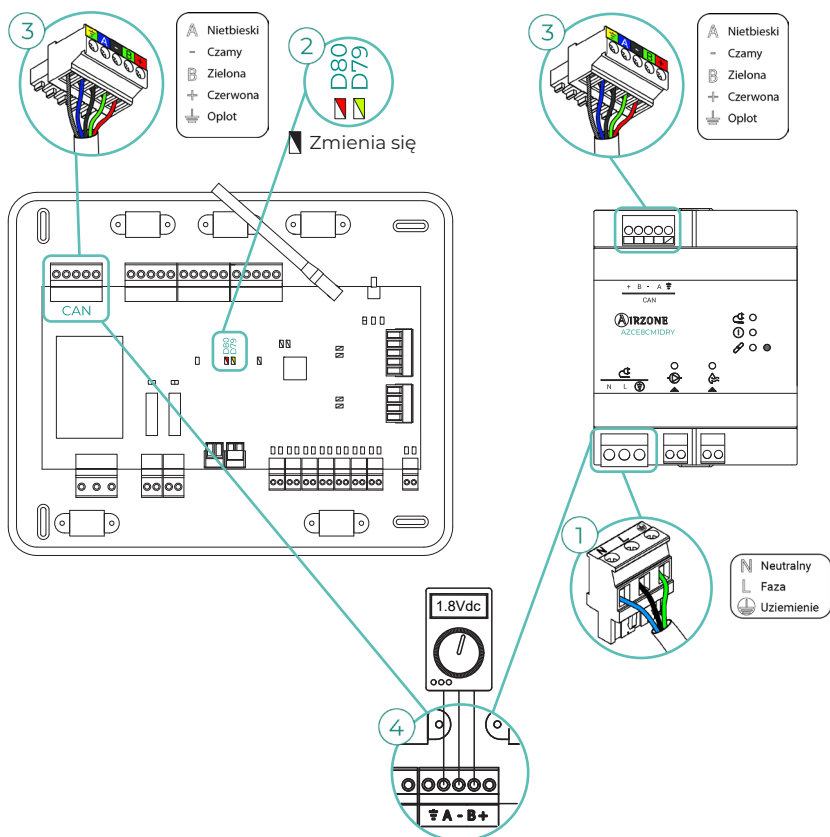 3
A
-
B
+
A Nietbieski
- Czamy
B Zielona
+ Czerwona
Oplot
2
D80
D79
Zmienia się
3
A
-
B
+
A Nietbieski
- Czamy
B Zielona
+ Czerwona
Oplot
CAN
D80
D79
+ B - A
CAN
AIRZONE
AZCEBCM1DRY
N L
1
N
L
N Neutralny
L Faza
Uziemienie
1.8Vdc
4
A - B +